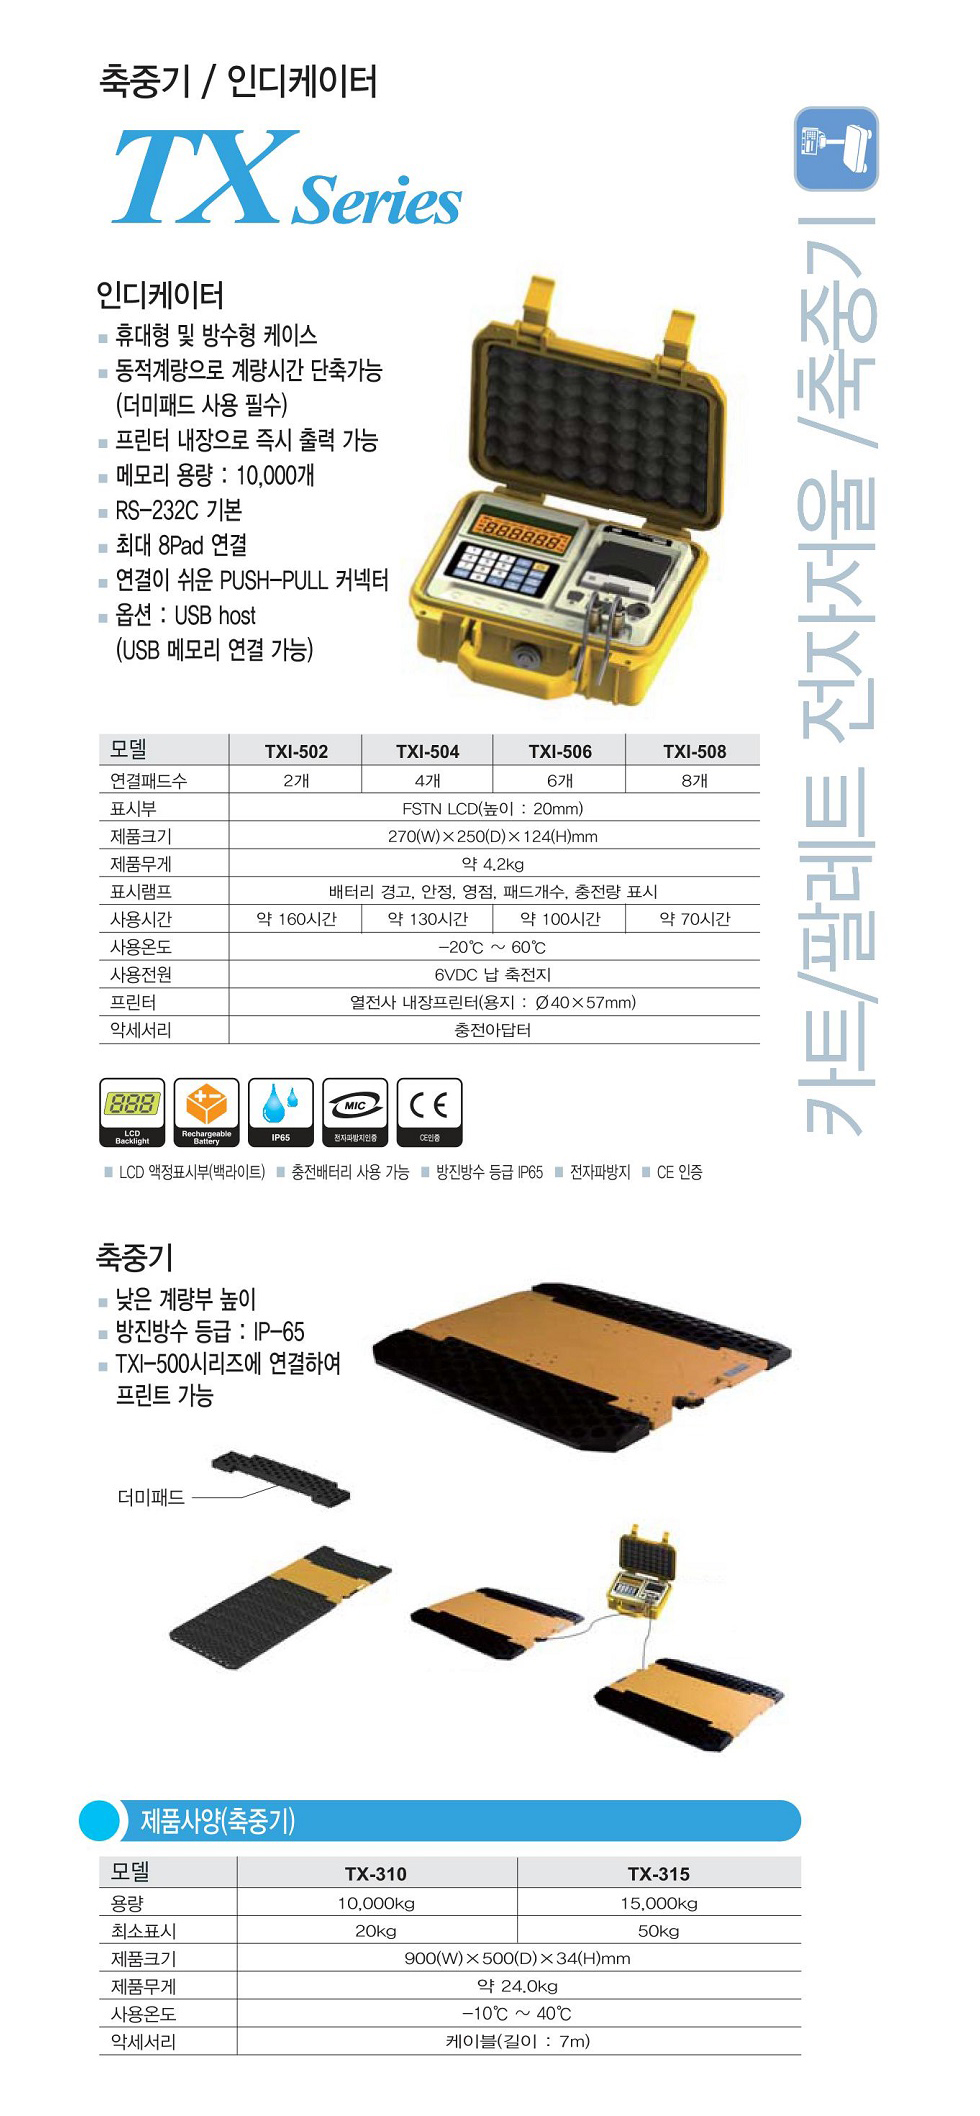 축중기 / 인디케이터
TX Series
카트/팔레트 전자저울 /축중기
인디케이터
휴대형 및 방수형 케이스
동적계량으로 계량시간 단축가능
(더미패드 사용 필수)
프린터 내장으로 즉시 출력 가능
메모리 용량 : 10,000개
RS-232C 기본
최대 8Pad 연결
연결이 쉬운 PUSH-PULL 커넥터
옵션 : USB host
(USB 메모리 연결 가능)
모델 TXI-502 TXI-504 TXI-506 TXI-508
연결패드수 2개 4개 6개 8개
표시부 FSTN LCD(높이 : 20mm)
제품크기 270(W)×250(D)×124(H)mm
제품무게 약 4.2kg
표시램프 배터리 경고, 안정, 영점, 패드개수, 충전량 표시
사용시간 약 160시간 약 130시간 약 100시간 약 70시간
사용온도 -20℃ ~ 60℃
사용전원 6VDC 납 축전지
프린터 열전사 내장프린터(용지 : Ø40×57mm)
악세서리 충전아답터
888 MIC CE
LCD Backlight Rechargeable Battery IP65 전자파방지인증 CE인증
LCD 액정표시부(백라이트) 충전배터리 사용 가능 방진방수 등급 IP65 전자파방지 CE 인증
축중기
낮은 계량부 높이
방진방수 등급 : IP-65
TXI-500시리즈에 연결하여
프린트 가능
더미패드
제품사양(축중기)
모델 TX-310 TX-315
용량 10,000kg 15,000kg
최소표시 20kg 50kg
제품크기 900(W)×500(D)×34(H)mm
제품무게 약 24.0kg
사용온도 -10℃ ~ 40℃
악세서리 케이블(길이 : 7m)